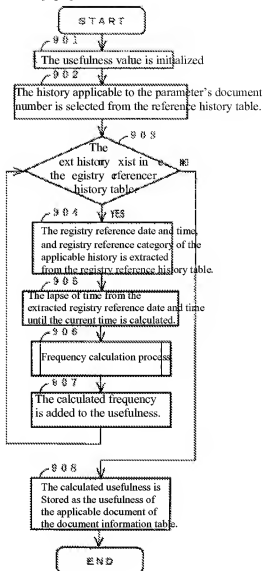 START
901
The usefulness value is initialized
902
The history applicable to the parameter's document
number is selected from the reference history table.
903
The
ext history xist in e NO
the egistry eferencer
history table
904 YES
The registry reference date and time,
and registry reference category of the
applicable history is extracted
from the registry reference history table.
905
The lapse of time from the
extracted registry reference date and time
until the current time is calculated.
906
Frequency calculation process
907
The calculated frequency
is added to the usefulness.
908
The calculated usefulness is
Stored as the usefulness of
the applicable document of
the document information table.
END